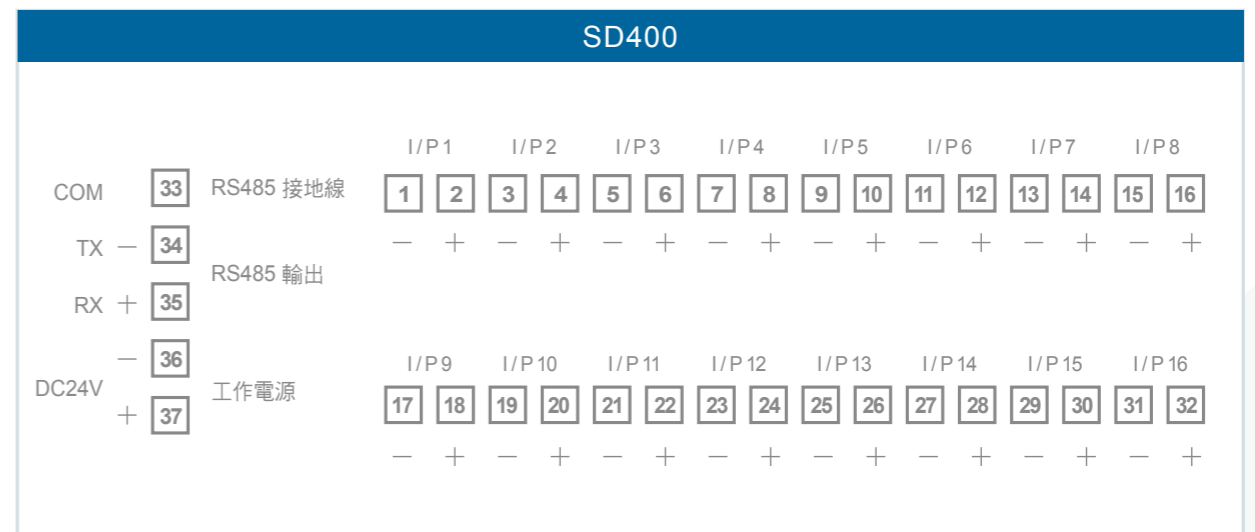 SD400
I/P1 I/P2 I/P3 I/P4 I/P5 I/P6 I/P7 I/P8
COM 33 RS485 接地線 1 2 3 4 5 6 7 8 9 10 11 12 13 14 15 16
TX － 34 － ＋ － ＋ － ＋ － ＋ － ＋ － ＋ － ＋ － ＋
RS485 輸出
RX ＋ 35
－ 36 I/P9 I/P10 I/P11 I/P12 I/P13 I/P14 I/P15 I/P16
DC24V 工作電源 17 18 19 20 21 22 23 24 25 26 27 28 29 30 31 32
＋ 37
－ ＋ － ＋ － ＋ － ＋ － ＋ － ＋ － ＋ － ＋